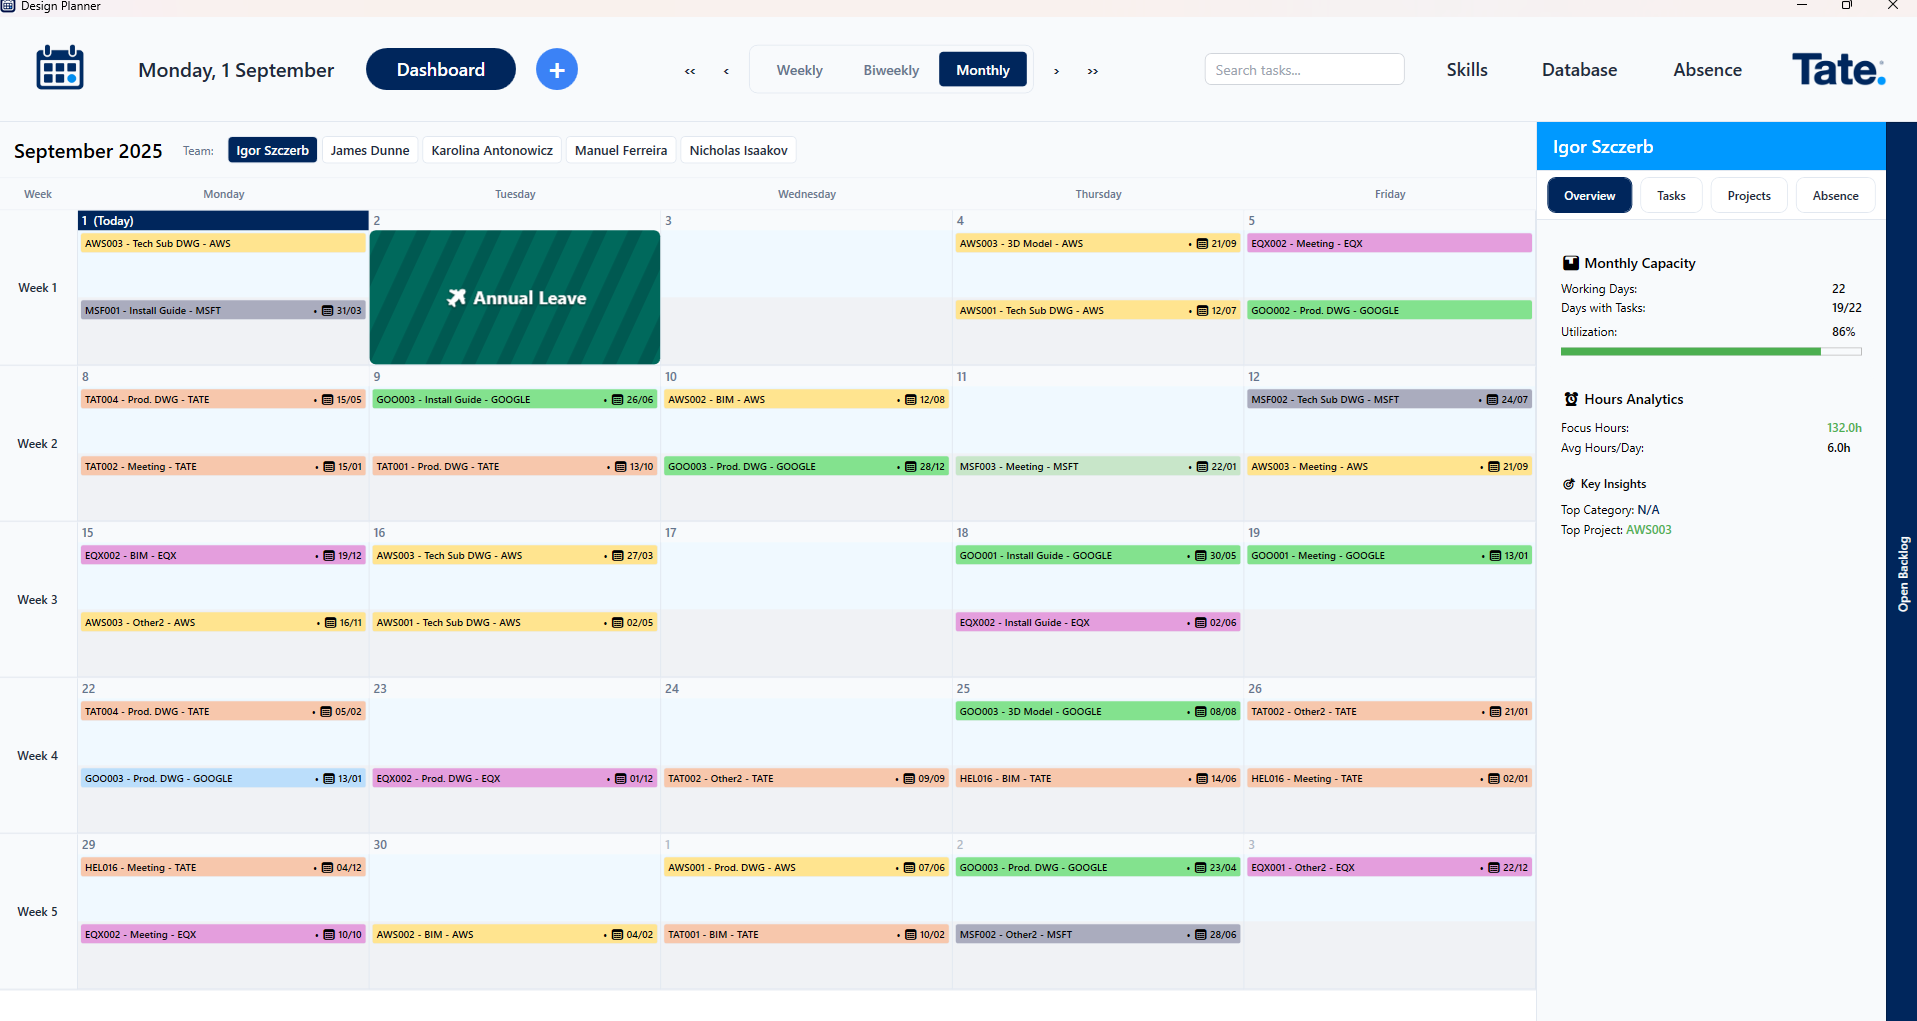 Design Planner
Monday, 1 September
Dashboard
+
<<
<
Weekly
Biweekly
Monthly
>
>>
Search tasks...
Skills
Database
Absence
Tate.
September 2025
Team:
Igor Szczerb
James Dunne
Karolina Antonowicz
Manuel Ferreira
Nicholas Isaakov
Week
Monday
Tuesday
Wednesday
Thursday
Friday
Week 1
1 (Today)
AWS003 - Tech Sub DWG - AWS
MSF001 - Install Guide - MSFT • 31/03
2
Annual Leave
3
4
AWS003 - 3D Model - AWS • 21/09
AWS001 - Tech Sub DWG - AWS • 12/07
5
EQX002 - Meeting - EQX
GOO002 - Prod. DWG - GOOGLE
Week 2
8
TAT004 - Prod. DWG - TATE • 15/05
TAT002 - Meeting - TATE • 15/01
9
GOO003 - Install Guide - GOOGLE • 26/06
TAT001 - Prod. DWG - TATE • 13/10
10
AWS002 - BIM - AWS • 12/08
GOO003 - Prod. DWG - GOOGLE • 28/12
11
MSF003 - Meeting - MSFT • 22/01
12
MSF002 - Tech Sub DWG - MSFT • 24/07
AWS003 - Meeting - AWS • 21/09
Week 3
15
EQX002 - BIM - EQX • 19/12
AWS003 - Other2 - AWS • 16/11
16
AWS003 - Tech Sub DWG - AWS • 27/03
AWS001 - Tech Sub DWG - AWS • 02/05
17
18
GOO001 - Install Guide - GOOGLE • 30/05
EQX002 - Install Guide - EQX • 02/06
19
GOO001 - Meeting - GOOGLE • 13/01
Week 4
22
TAT004 - Prod. DWG - TATE • 05/02
GOO003 - Prod. DWG - GOOGLE • 13/01
23
EQX002 - Prod. DWG - EQX • 01/12
24
TAT002 - Other2 - TATE • 09/09
25
GOO003 - 3D Model - GOOGLE • 08/08
HEL016 - BIM - TATE • 14/06
26
TAT002 - Other2 - TATE • 21/01
HEL016 - Meeting - TATE • 02/01
Week 5
29
HEL016 - Meeting - TATE • 04/12
EQX002 - Meeting - EQX • 10/10
30
AWS002 - BIM - AWS • 04/02
1
AWS001 - Prod. DWG - AWS • 07/06
TAT001 - BIM - TATE • 10/02
2
GOO003 - Prod. DWG - GOOGLE • 23/04
MSF002 - Other2 - MSFT • 28/06
3
EQX001 - Other2 - EQX • 22/12
Igor Szczerb
Overview
Tasks
Projects
Absence
Monthly Capacity
Working Days: 22
Days with Tasks: 19/22
Utilization: 86%
Hours Analytics
Focus Hours: 132.0h
Avg Hours/Day: 6.0h
Key Insights
Top Category: N/A
Top Project: AWS003
Open Backlog